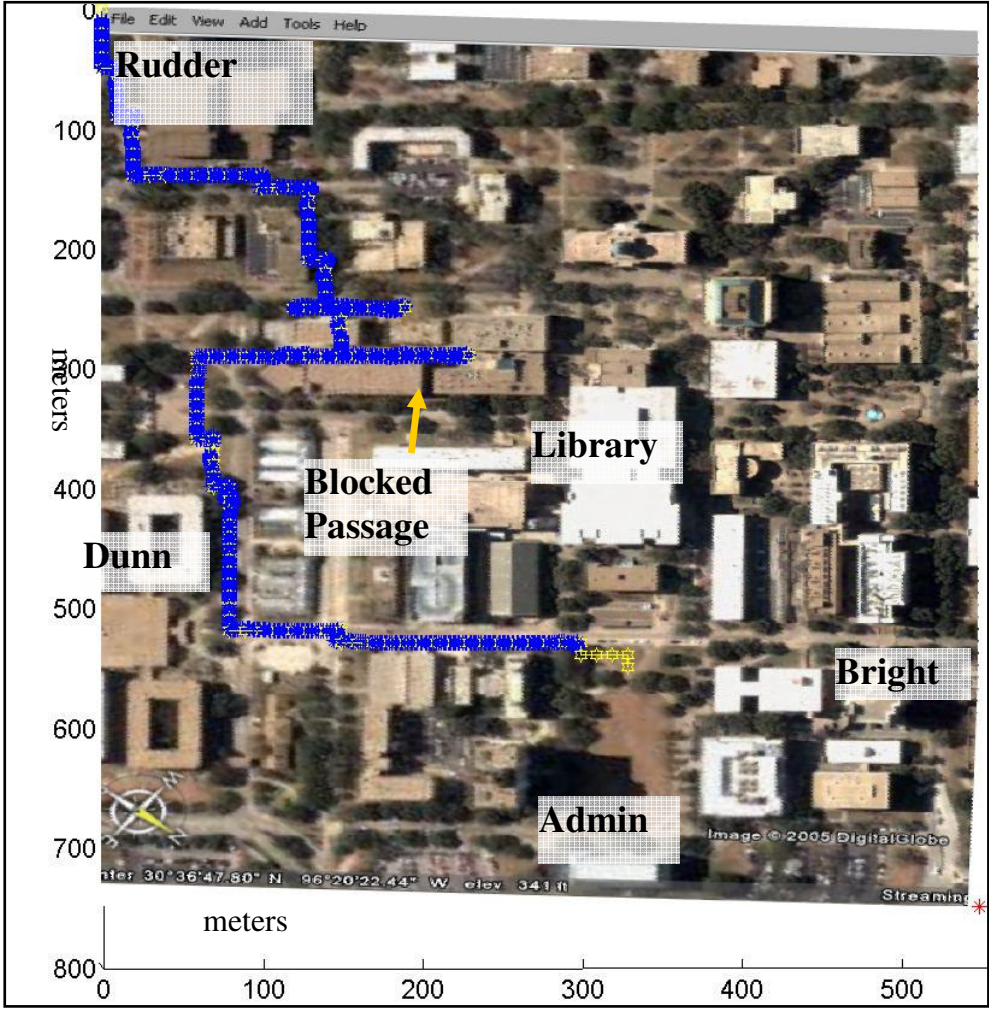 0
File Edit View Add Tools Help
Rudder
100
200
300
meters
Library
Blocked
Passage
400
Dunn
500
Bright
600
Admin
700
Image © 2005 DigitalGlobe
30°36'47.80" N 96°20'22.44" W elev 341 ft
Streaming
meters
800
0 100 200 300 400 500